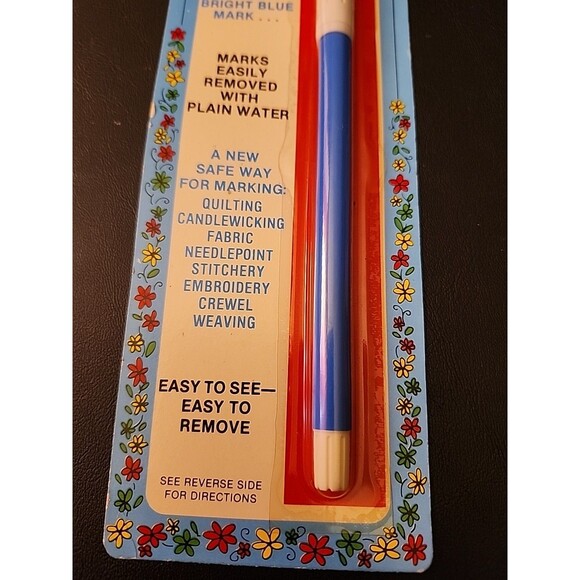 BRIGHT BLUE
MARK . . .
MARKS
EASILY
REMOVED
WITH
PLAIN WATER
A NEW
SAFE WAY
FOR MARKING:
QUILTING
CANDLEWICKING
FABRIC
NEEDLEPOINT
STITCHERY
EMBROIDERY
CREWEL
WEAVING
EASY TO SEE—
EASY TO
REMOVE
SEE REVERSE SIDE
FOR DIRECTIONS